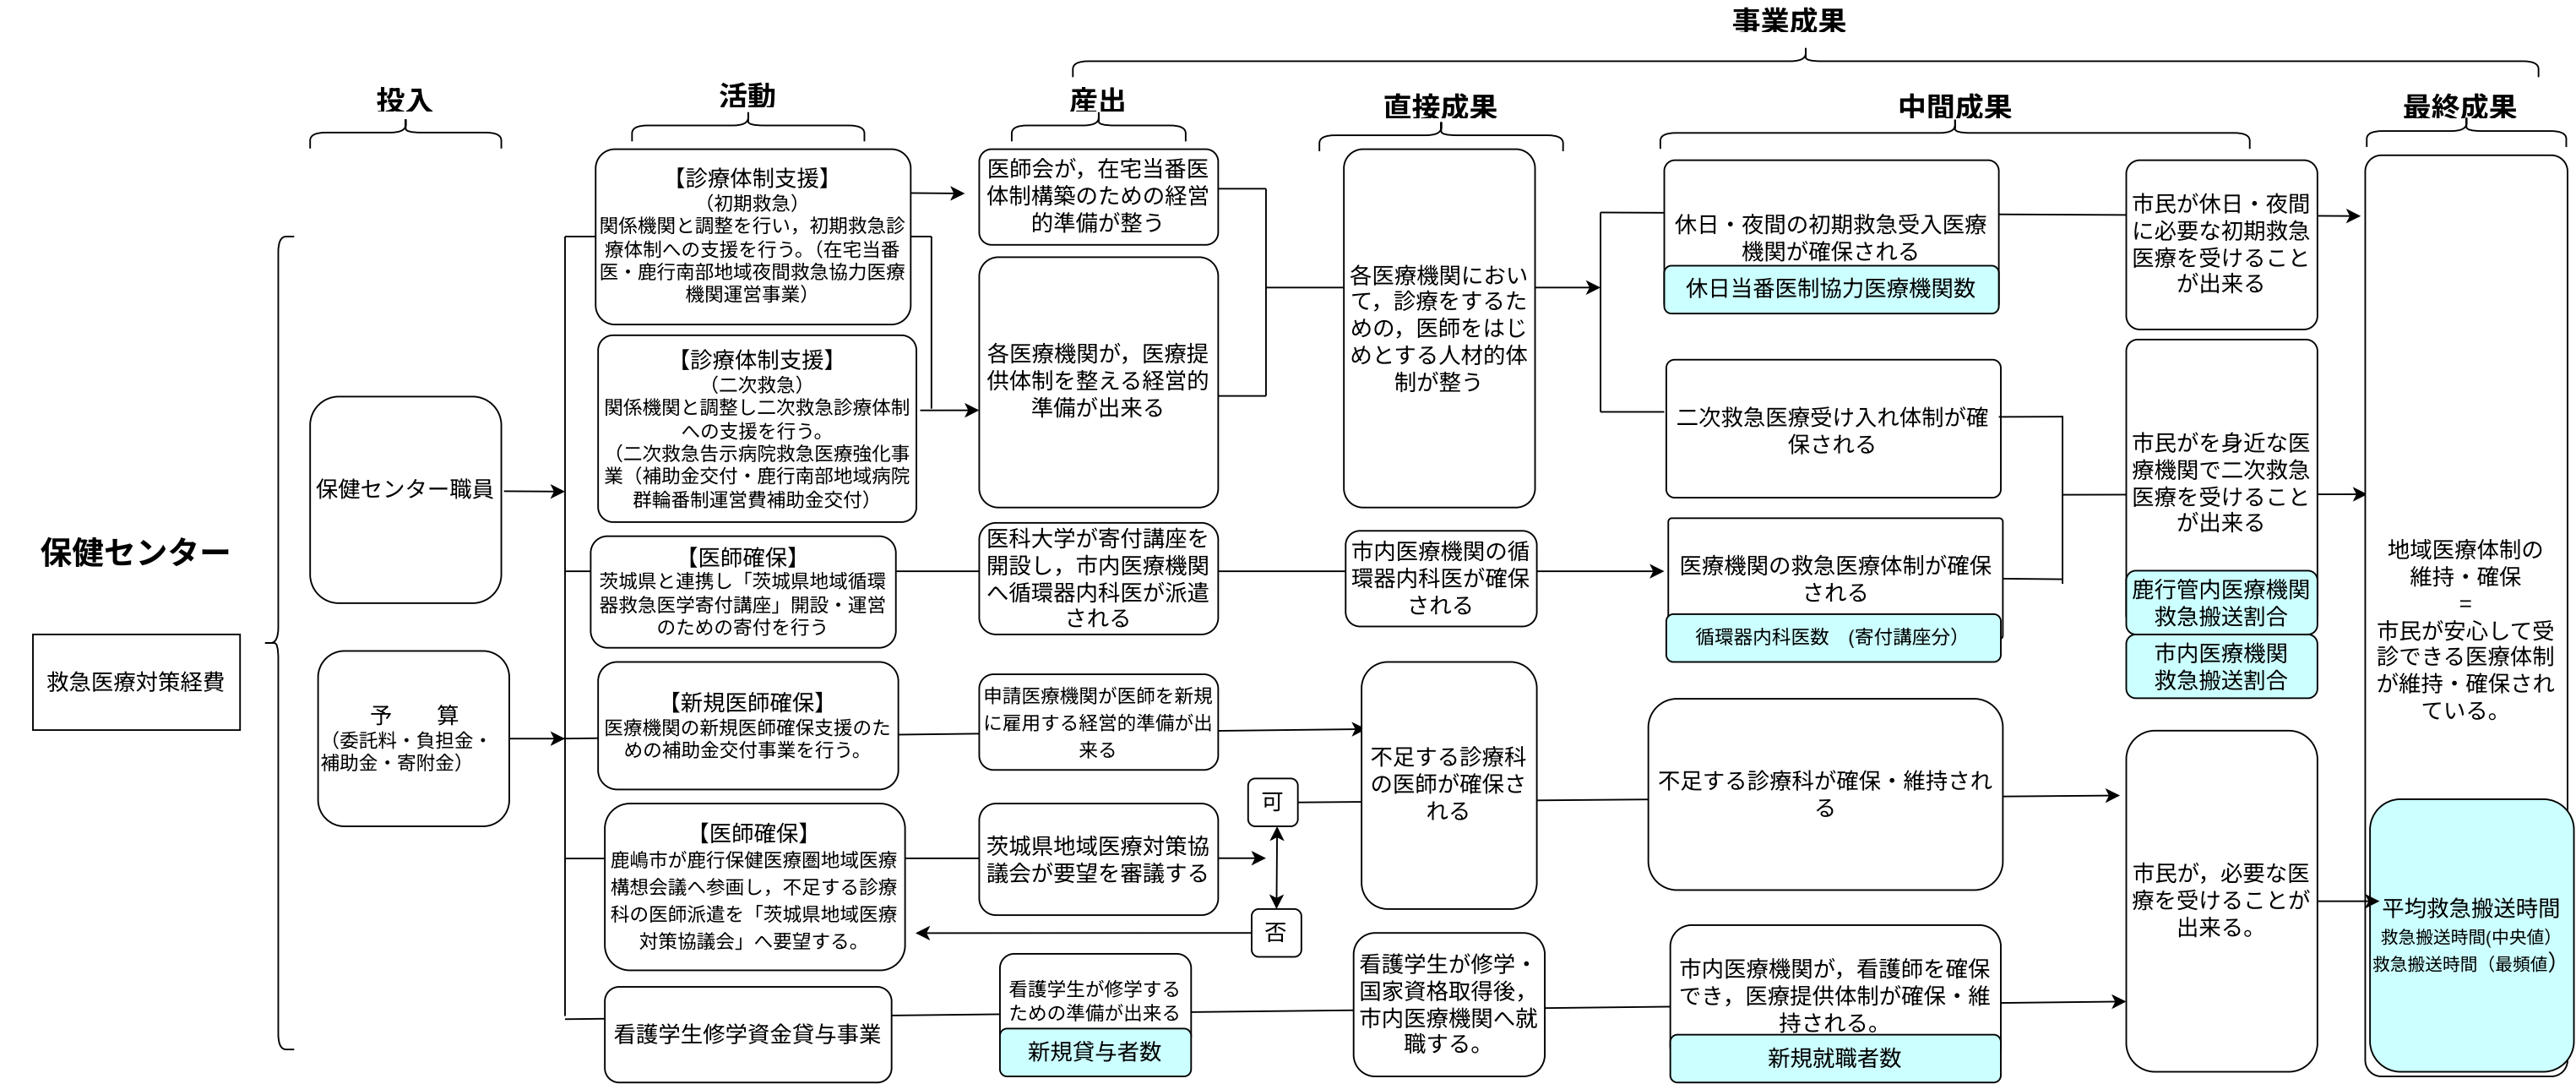 事業成果
投入
活動
産出
直接成果
中間成果
最終成果
保健センター
救急医療対策経費
保健センター職員
予　　算
（委託料・負担金・
補助金・寄附金）
【診療体制支援】
（初期救急）
関係機関と調整を行い，初期救急診
療体制への支援を行う。（在宅当番
医・鹿行南部地域夜間救急協力医療
機関運営事業）
【診療体制支援】
（二次救急）
関係機関と調整し二次救急診療体制
への支援を行う。
（二次救急告示病院救急医療強化事
業（補助金交付・鹿行南部地域病院
群輪番制運営費補助金交付）
【医師確保】
茨城県と連携し「茨城県地域循環
器救急医学寄付講座」開設・運営
のための寄付を行う
【新規医師確保】
医療機関の新規医師確保支援のた
めの補助金交付事業を行う。
【医師確保】
鹿嶋市が鹿行保健医療圏地域医療
構想会議へ参画し，不足する診療
科の医師派遣を「茨城県地域医療
対策協議会」へ要望する。
看護学生修学資金貸与事業
医師会が，在宅当番医
体制構築のための経営
的準備が整う
各医療機関が，医療提
供体制を整える経営的
準備が出来る
医科大学が寄付講座を
開設し，市内医療機関
へ循環器内科医が派遣
される
申請医療機関が医師を新規
に雇用する経営的準備が出
来る
茨城県地域医療対策協
議会が要望を審議する
可
否
看護学生が修学する
ための準備が出来る
新規貸与者数
各医療機関におい
て，診療をするた
めの，医師をはじ
めとする人材的体
制が整う
市内医療機関の循
環器内科医が確保
される
不足する診療科
の医師が確保さ
れる
看護学生が修学・
国家資格取得後，
市内医療機関へ就
職する。
休日・夜間の初期救急受入医療
機関が確保される
休日当番医制協力医療機関数
二次救急医療受け入れ体制が確
保される
医療機関の救急医療体制が確保
される
循環器内科医数　(寄付講座分）
不足する診療科が確保・維持され
る
市内医療機関が，看護師を確保
でき，医療提供体制が確保・維
持される。
新規就職者数
市民が休日・夜間
に必要な初期救急
医療を受けること
が出来る
市民がを身近な医
療機関で二次救急
医療を受けること
が出来る
鹿行管内医療機関
救急搬送割合
市内医療機関
救急搬送割合
市民が，必要な医
療を受けることが
出来る。
地域医療体制の
維持・確保
＝
市民が安心して受
診できる医療体制
が維持・確保され
ている。
平均救急搬送時間
救急搬送時間(中央値）
救急搬送時間（最頻値）